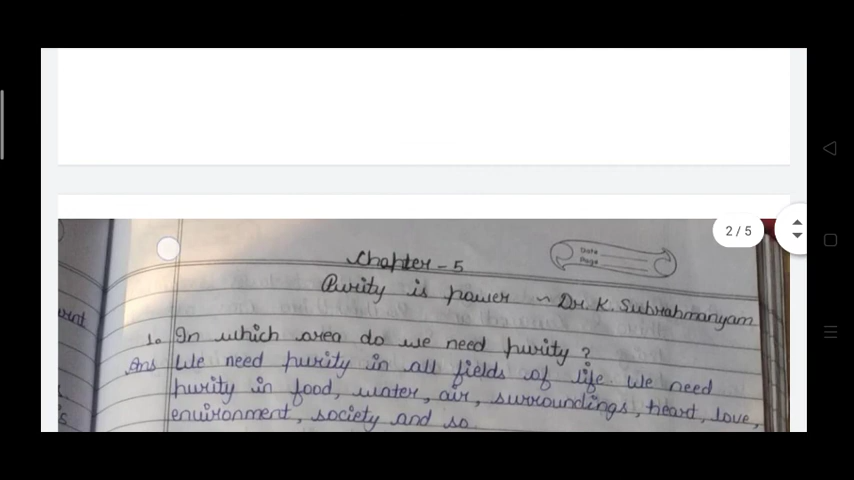 2 / 5
Date
Page
Chapter - 5
Purity is power ~ Dr. K. Subrahmanyam
1. In which area do we need purity ?
Ans We need purity in all fields of life. We need
purity in food, water, air, surroundings, heart, love,
environment, society and so